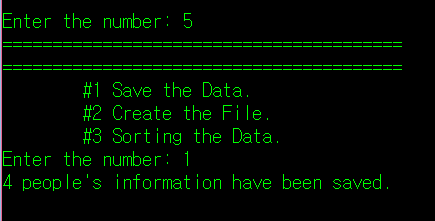 Enter the number: 5
========================================
========================================
#1 Save the Data.
#2 Create the File.
#3 Sorting the Data.
Enter the number: 1
4 people's information have been saved.